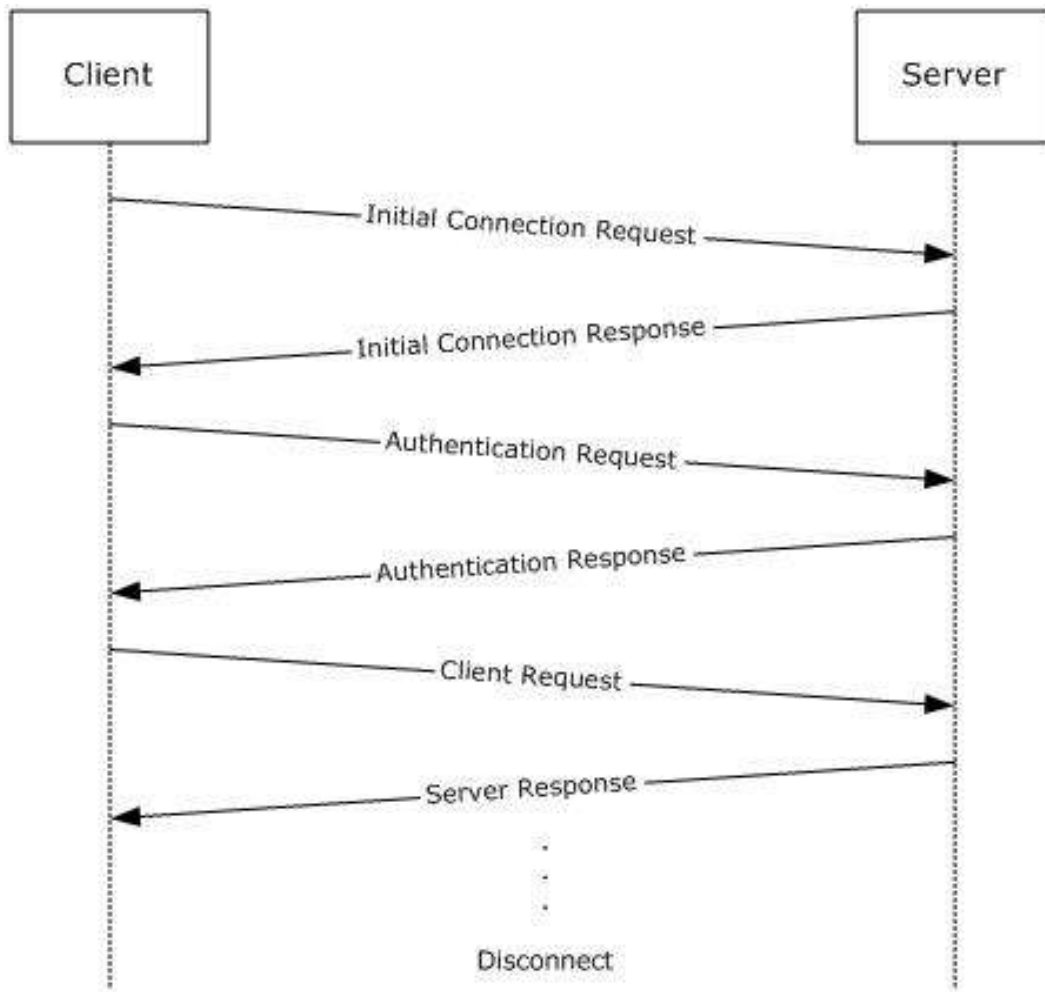 Client
Server
Initial Connection Request
Initial Connection Response
Authentication Request
Authentication Response
Client Request
Server Response
.
.
.
Disconnect